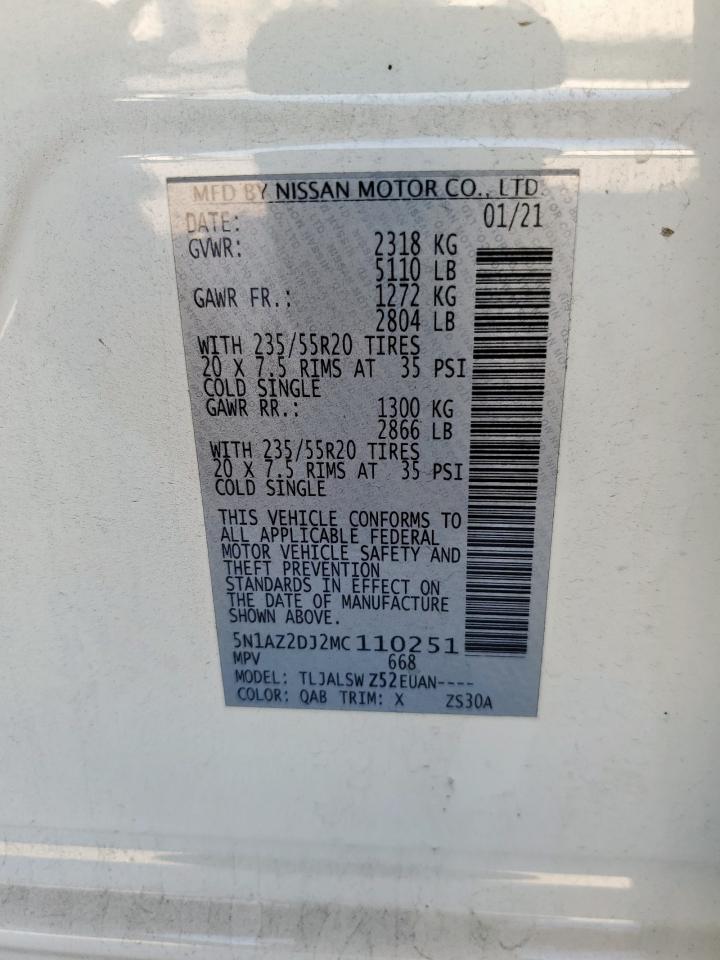 MFD BY NISSAN MOTOR CO., LTD.
DATE: 01/21
GVWR: 2318 KG
5110 LB
GAWR FR.: 1272 KG
2804 LB
WITH 235/55R20 TIRES
20 X 7.5 RIMS AT 35 PSI
COLD SINGLE
GAWR RR.: 1300 KG
2866 LB
WITH 235/55R20 TIRES
20 X 7.5 RIMS AT 35 PSI
COLD SINGLE
THIS VEHICLE CONFORMS TO
ALL APPLICABLE FEDERAL
MOTOR VEHICLE SAFETY AND
THEFT PREVENTION
STANDARDS IN EFFECT ON
THE DATE OF MANUFACTURE
SHOWN ABOVE.
5N1AZ2DJ2MC110251
MPV 668
MODEL: TLJALSW Z52EUAN----
COLOR: QAB TRIM: X ZS30A